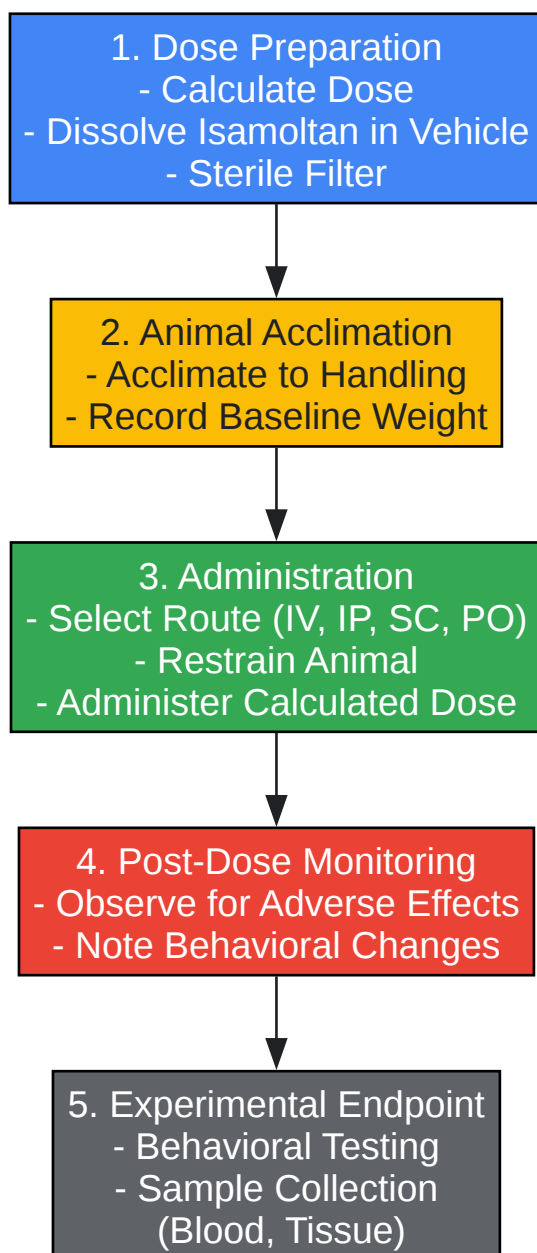 1. Dose Preparation
- Calculate Dose
- Dissolve Isamoltan in Vehicle
- Sterile Filter
2. Animal Acclimation
- Acclimate to Handling
- Record Baseline Weight
3. Administration
- Select Route (IV, IP, SC, PO)
- Restrain Animal
- Administer Calculated Dose
4. Post-Dose Monitoring
- Observe for Adverse Effects
- Note Behavioral Changes
5. Experimental Endpoint
- Behavioral Testing
- Sample Collection
(Blood, Tissue)